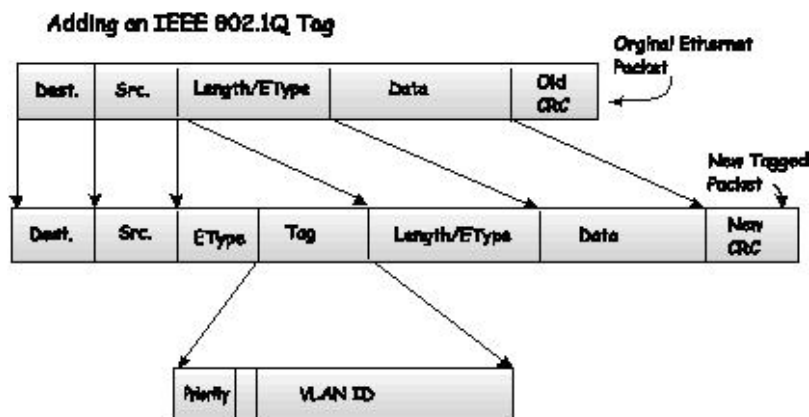 Adding an IEEE 802.1Q Tag
Orginal Ethernet
Packet
Dest. Src. Length/EType Data Old
CRC
New Tagged
Packet
Dest. Src. EType Tag Length/EType Data New
CRC
Priority VLAN ID